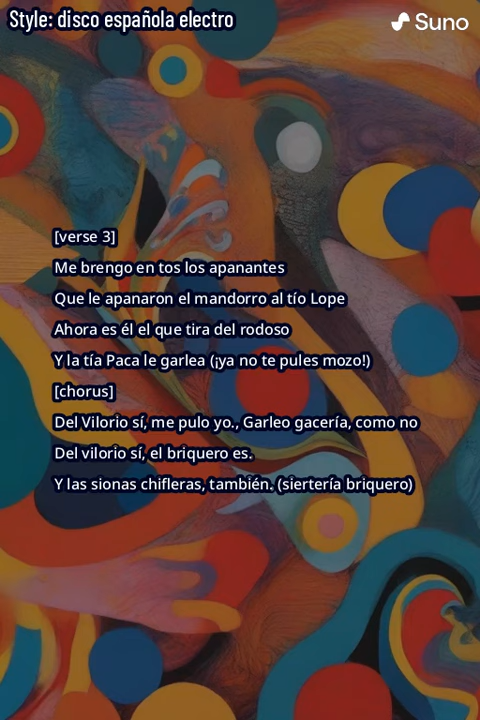 Style: disco española electro
Suno
[verse 3]
Me brengo en tos los apanantes
Que le apanaron el mandorro al tío Lope
Ahora es él el que tira del rodoso
Y la tía Paca le garlea (¡ya no te pules mozo!)
[chorus]
Del Vilorio sí, me pulo yo., Garleo gacería, como no
Del vilorio sí, el briquero es.
Y las sionas chifleras, también. (siertería briquero)